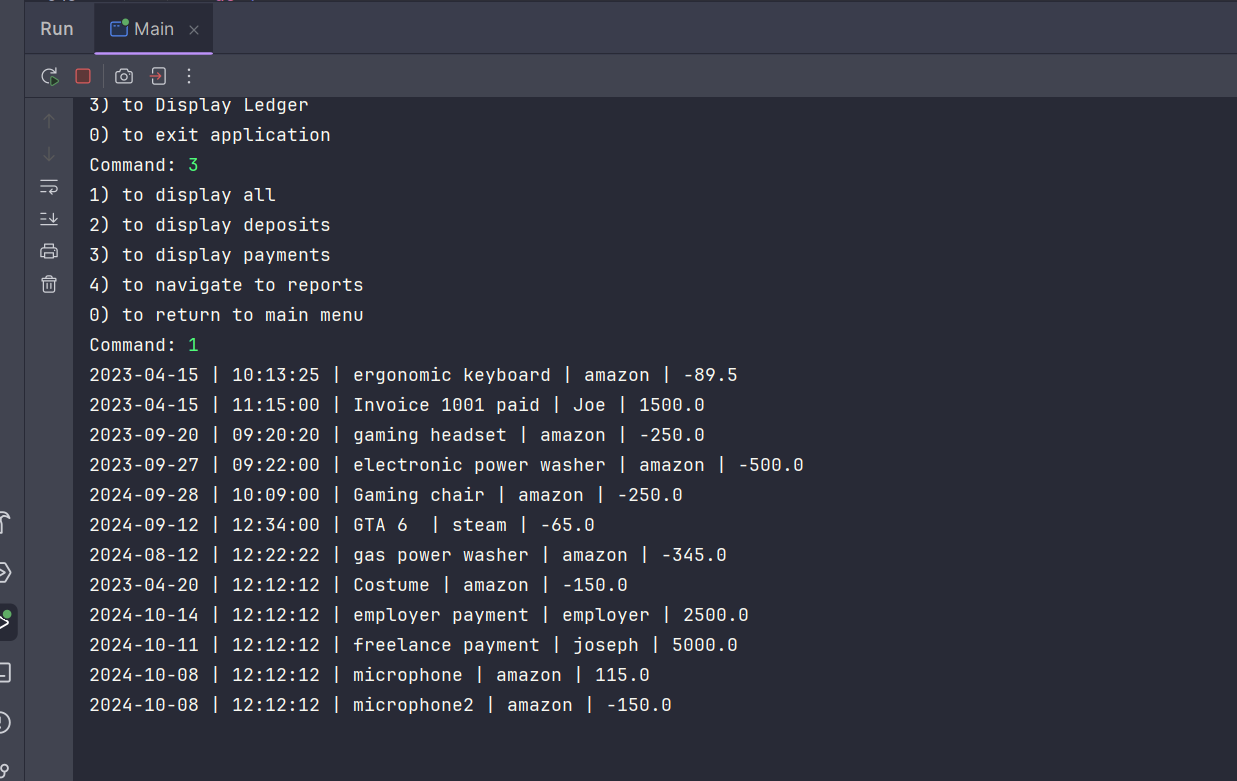 Run Main
3) to Display Ledger
0) to exit application
Command: 3
1) to display all
2) to display deposits
3) to display payments
4) to navigate to reports
0) to return to main menu
Command: 1
2023-04-15 | 10:13:25 | ergonomic keyboard | amazon | -89.5
2023-04-15 | 11:15:00 | Invoice 1001 paid | Joe | 1500.0
2023-09-20 | 09:20:20 | gaming headset | amazon | -250.0
2023-09-27 | 09:22:00 | electronic power washer | amazon | -500.0
2024-09-28 | 10:09:00 | Gaming chair | amazon | -250.0
2024-09-12 | 12:34:00 | GTA 6  | steam | -65.0
2024-08-12 | 12:22:22 | gas power washer | amazon | -345.0
2023-04-20 | 12:12:12 | Costume | amazon | -150.0
2024-10-14 | 12:12:12 | employer payment | employer | 2500.0
2024-10-11 | 12:12:12 | freelance payment | joseph | 5000.0
2024-10-08 | 12:12:12 | microphone | amazon | 115.0
2024-10-08 | 12:12:12 | microphone2 | amazon | -150.0